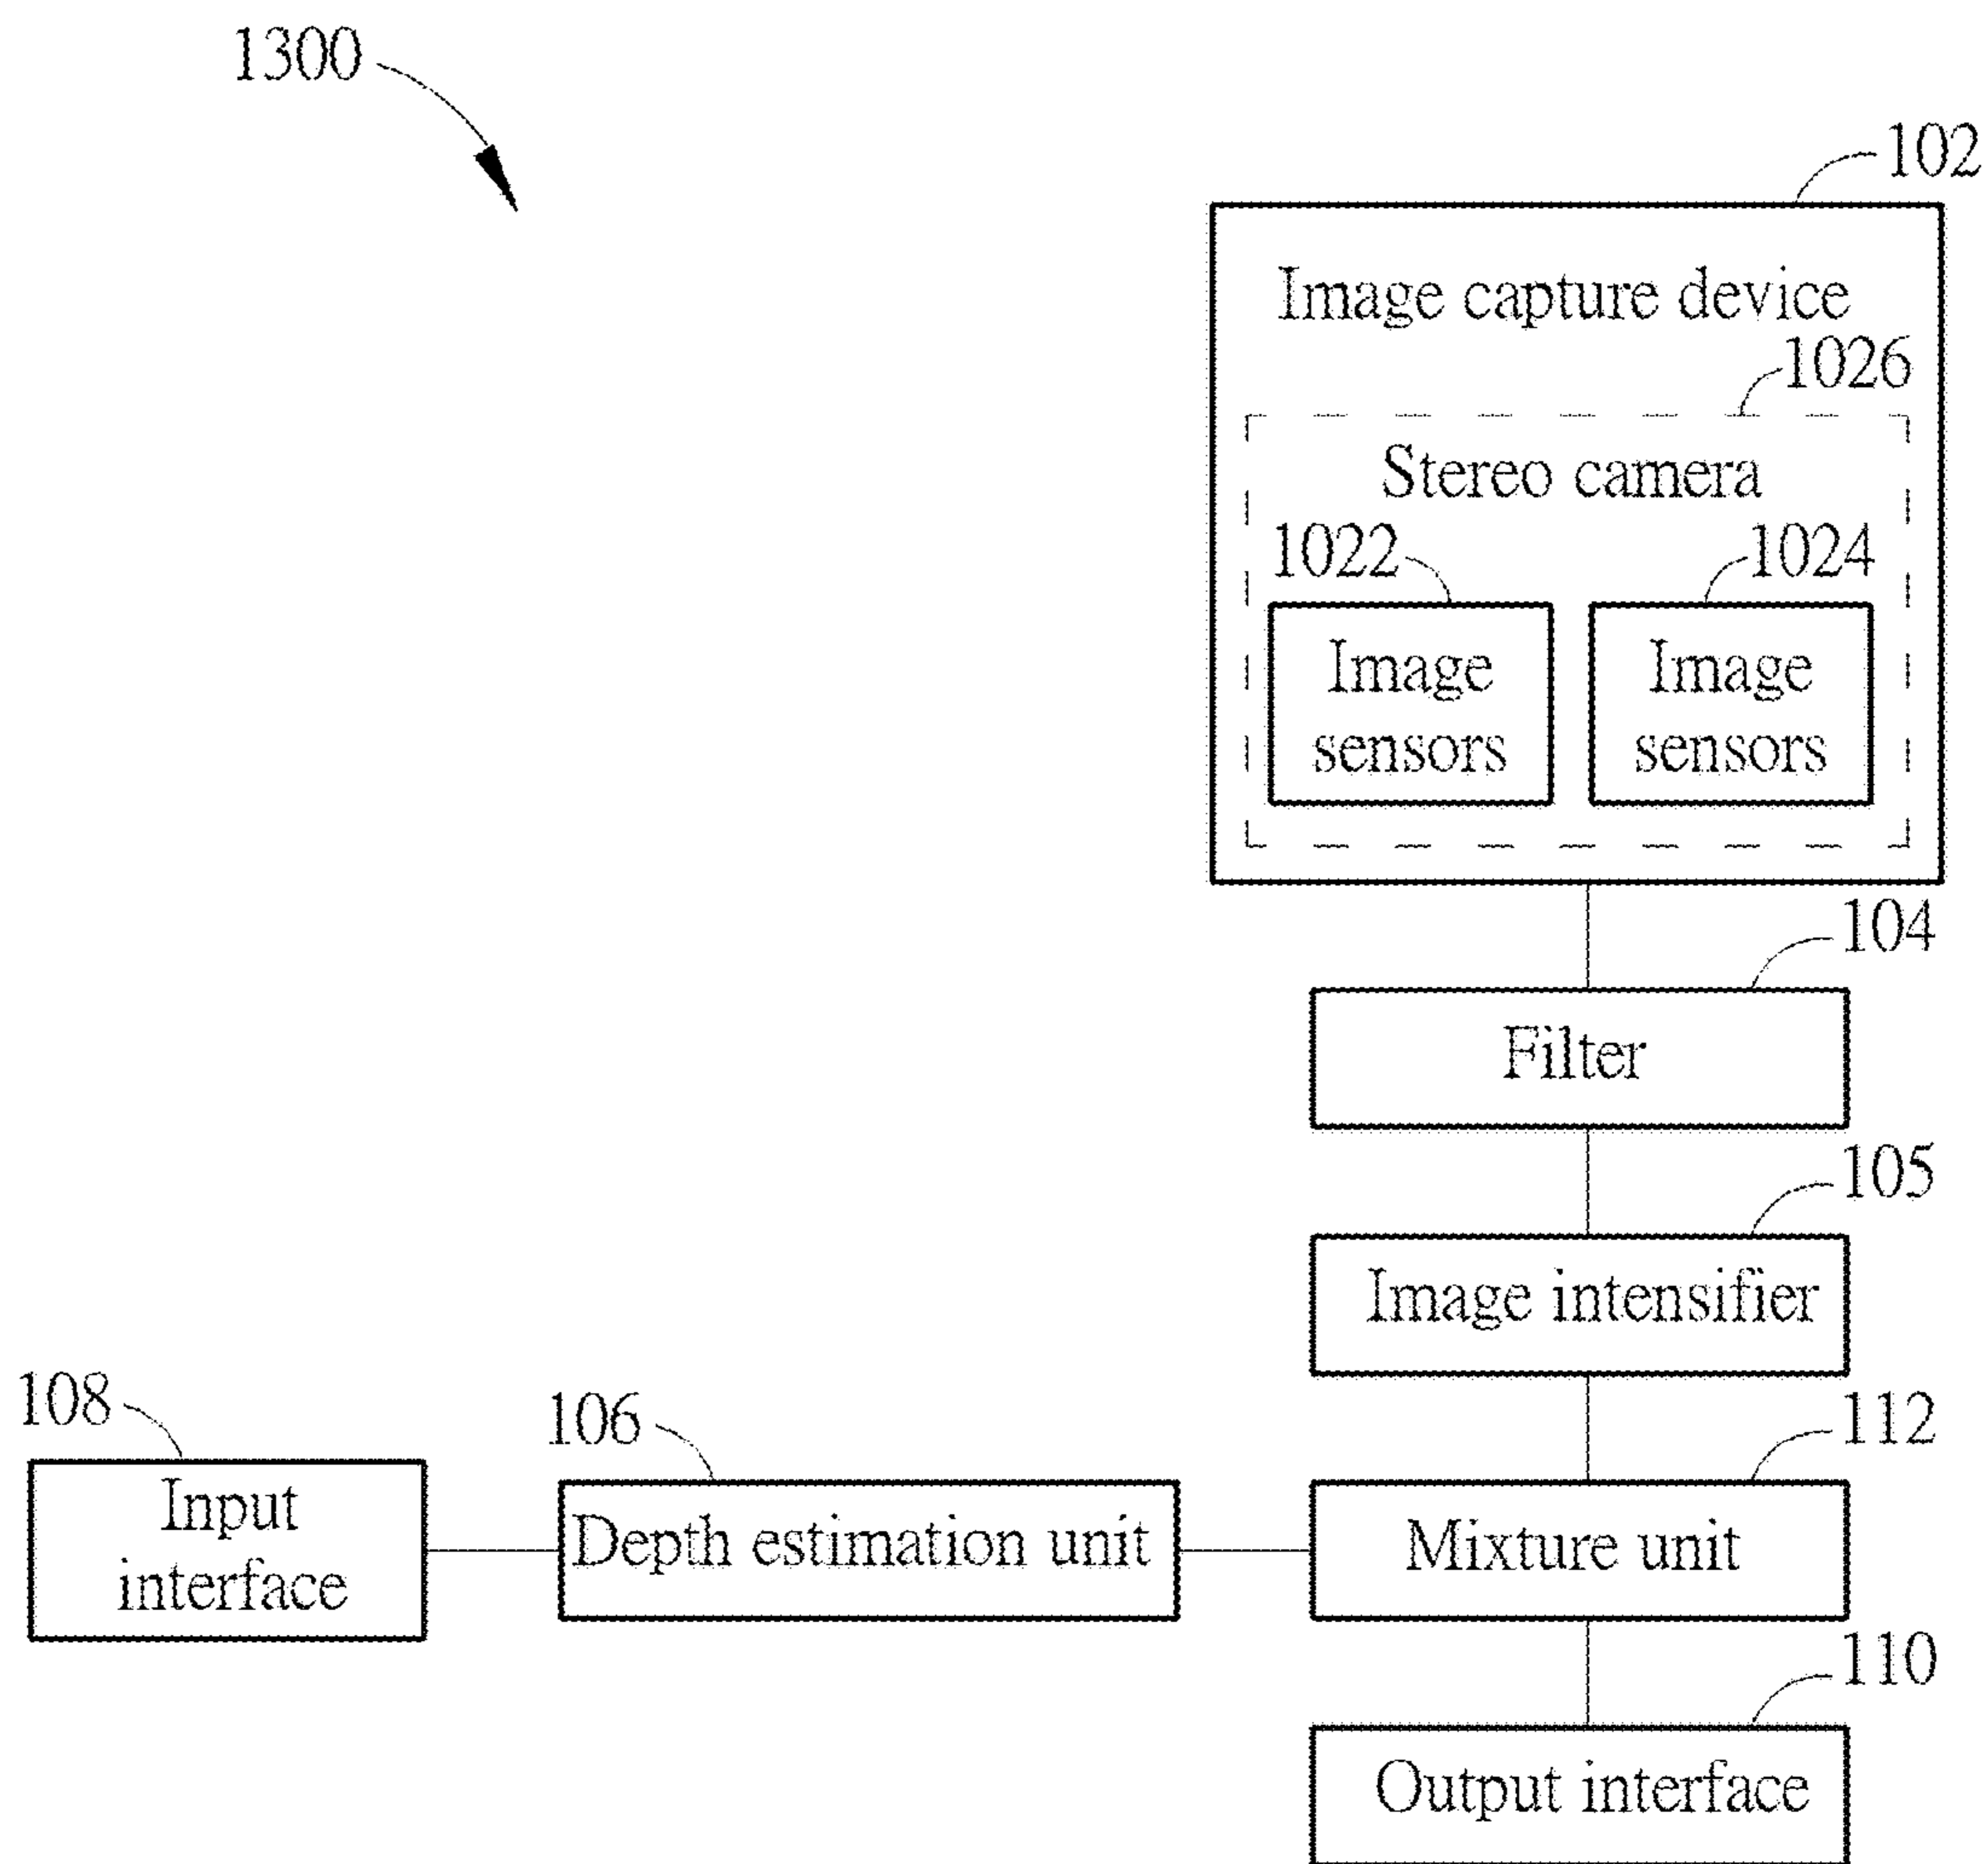 1300
102
Image capture device
1026
Stereo camera
1022
1024
Image
sensors
Image
sensors
104
Filter
105
Image intensifier
108
Input
interface
106
Depth estimation unit
112
Mixture unit
110
Output interface